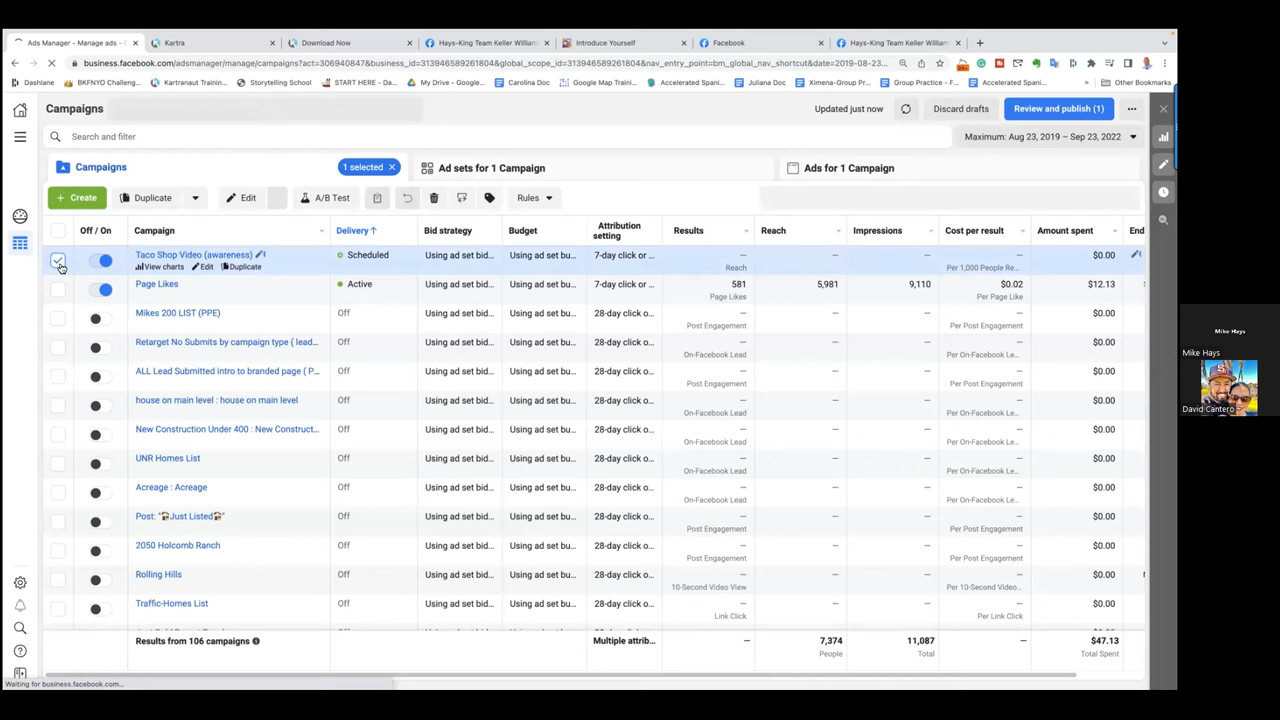 Ads Manager - Manage ads -
Kartra
Download Now
Hays-King Team Keller William
Introduce Yourself
Facebook
Hays-King Team Keller William
business.facebook.com/adsmanager/manage/campaigns?act=306940847&business_id=313946589261804&global_scope_id=313946589261804&nav_entry_point=bm_global_nav_shortcut&date=2019-08-23...
Dashlane
BKFNYO Challeng...
Kartranaut Trainin...
Storytelling School
START HERE - Da...
My Drive - Google...
Carolina Doc
Google Map Traini...
Accelerated Span...
Juliana Doc
Ximena-Group Pr...
Group Practice - F...
Accelerated Spani...
Other Bookmarks
Campaigns
Updated just now
Discard drafts
Review and publish (1)
Search and filter
Maximum: Aug 23, 2019 – Sep 23, 2022
Campaigns
1 selected
Ad sets for 1 Campaign
Ads for 1 Campaign
+ Create
Duplicate
Edit
A/B Test
Rules
Off / On
Campaign
Delivery ↑
Bid strategy
Budget
Attribution setting
Results
Reach
Impressions
Cost per result
Amount spent
End
Taco Shop Video (awareness)
View charts Edit Duplicate
Scheduled
Using ad set bid...
Using ad set bu...
7-day click or ...
—
Reach
—
—
—
Per 1,000 People Re...
$0.00
Page Likes
Active
Using ad set bid...
Using ad set bu...
7-day click or ...
581
Page Likes
5,981
9,110
$0.02
Per Page Like
$12.13
Mikes 200 LIST (PPE)
Off
Using ad set bid...
Using ad set bu...
28-day click o...
—
Post Engagement
—
—
—
Per Post Engagement
$0.00
Retarget No Submits by campaign type ( lead...
Off
Using ad set bid...
Using ad set bu...
28-day click o...
—
On-Facebook Lead
—
—
—
Per On-Facebook Le...
$0.00
ALL Lead Submitted intro to branded page ( P...
Off
Using ad set bid...
Using ad set bu...
28-day click o...
—
Post Engagement
—
—
—
Per Post Engagement
$0.00
house on main level : house on main level
Off
Using ad set bid...
Using ad set bu...
28-day click o...
—
On-Facebook Lead
—
—
—
Per On-Facebook Le...
$0.00
New Construction Under 400 : New Construct...
Off
Using ad set bid...
Using ad set bu...
28-day click o...
—
On-Facebook Lead
—
—
—
Per On-Facebook Le...
$0.00
UNR Homes List
Off
Using ad set bid...
Using ad set bu...
28-day click o...
—
On-Facebook Lead
—
—
—
Per On-Facebook Le...
$0.00
Acreage : Acreage
Off
Using ad set bid...
Using ad set bu...
28-day click o...
—
On-Facebook Lead
—
—
—
Per On-Facebook Le...
$0.00
Post: "🏠Just Listed🏠"
Off
Using ad set bid...
Using ad set bu...
28-day click o...
—
Post Engagement
—
—
—
Per Post Engagement
$0.00
2050 Holcomb Ranch
Off
Using ad set bid...
Using ad set bu...
28-day click o...
—
Post Engagement
—
—
—
Per Post Engagement
$0.00
Rolling Hills
Off
Using ad set bid...
Using ad set bu...
28-day click o...
—
10-Second Video View
—
—
—
Per 10-Second Video...
$0.00
Traffic-Homes List
Off
Using ad set bid...
Using ad set bu...
28-day click o...
—
Link Click
—
—
—
Per Link Click
$0.00
Results from 106 campaigns
Multiple attrib...
—
7,374
People
11,087
Total
—
$47.13
Total Spent
Waiting for business.facebook.com...
Mike Hays
Mike Hays
David Cantero